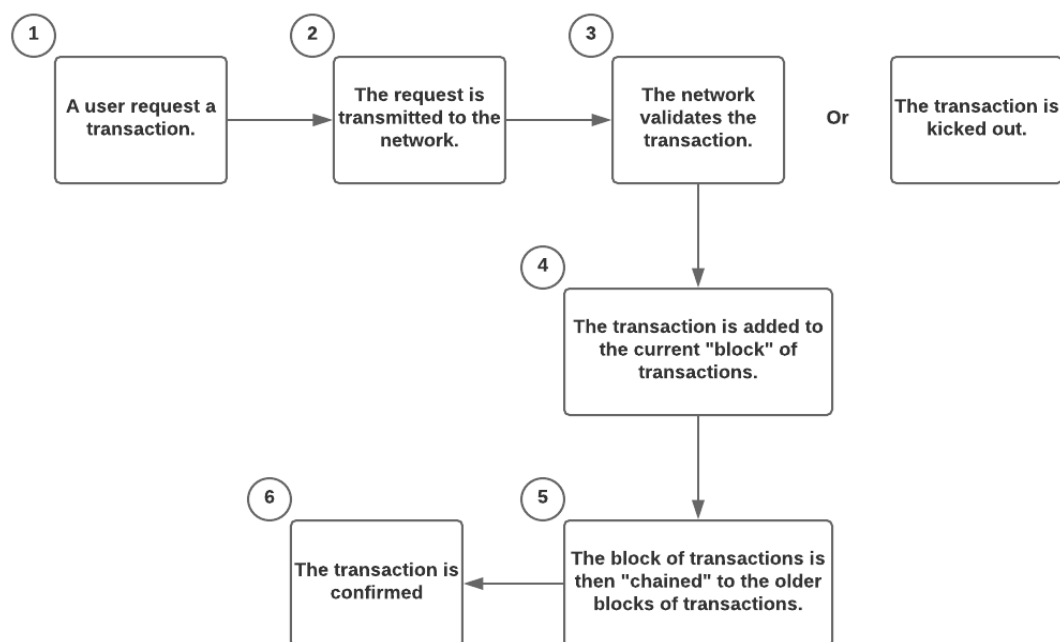 1
A user request a
transaction.
2
The request is
transmitted to the
network.
3
The network
validates the
transaction.
Or
The transaction is
kicked out.
4
The transaction is added to
the current "block" of
transactions.
5
The block of transactions is
then "chained" to the older
blocks of transactions.
6
The transaction is
confirmed